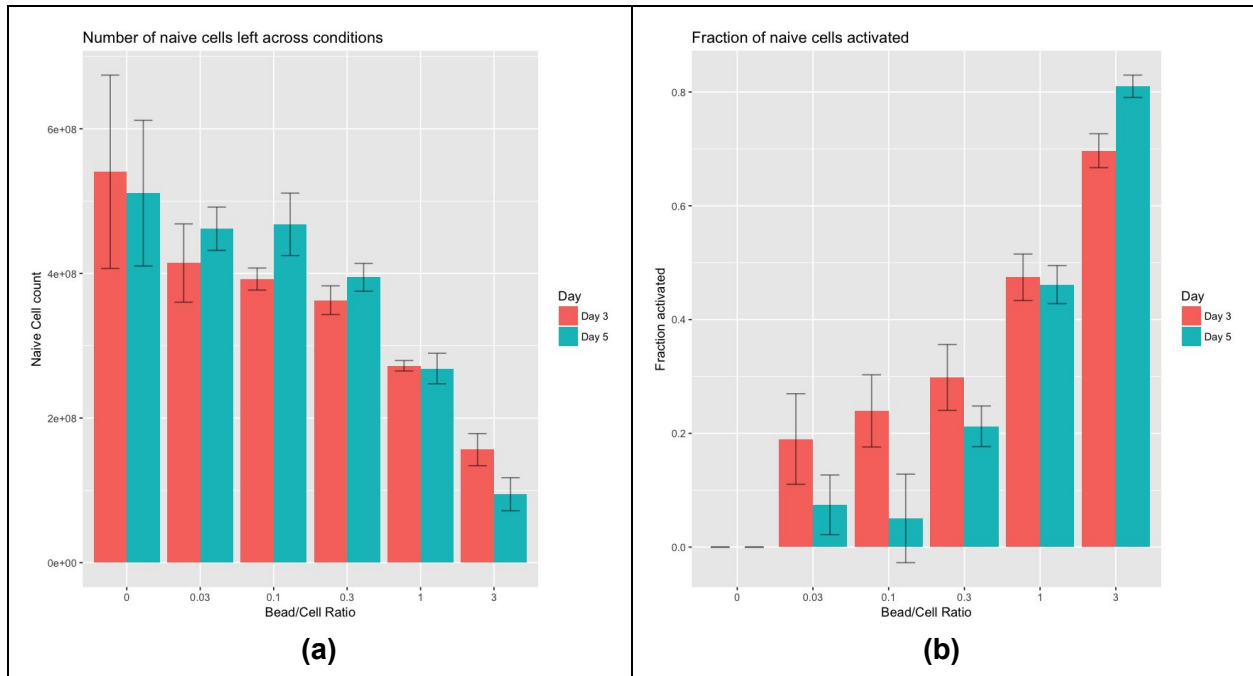 Number of naive cells left across conditions
6e+08
4e+08
2e+08
0e+00
Naive Cell count
0
0.03
0.1
0.3
1
3
Bead/Cell Ratio
Day
Day 3
Day 5
(a)
Fraction of naive cells activated
0.8
0.6
0.4
0.2
0.0
Fraction activated
0
0.03
0.1
0.3
1
3
Bead/Cell Ratio
Day
Day 3
Day 5
(b)